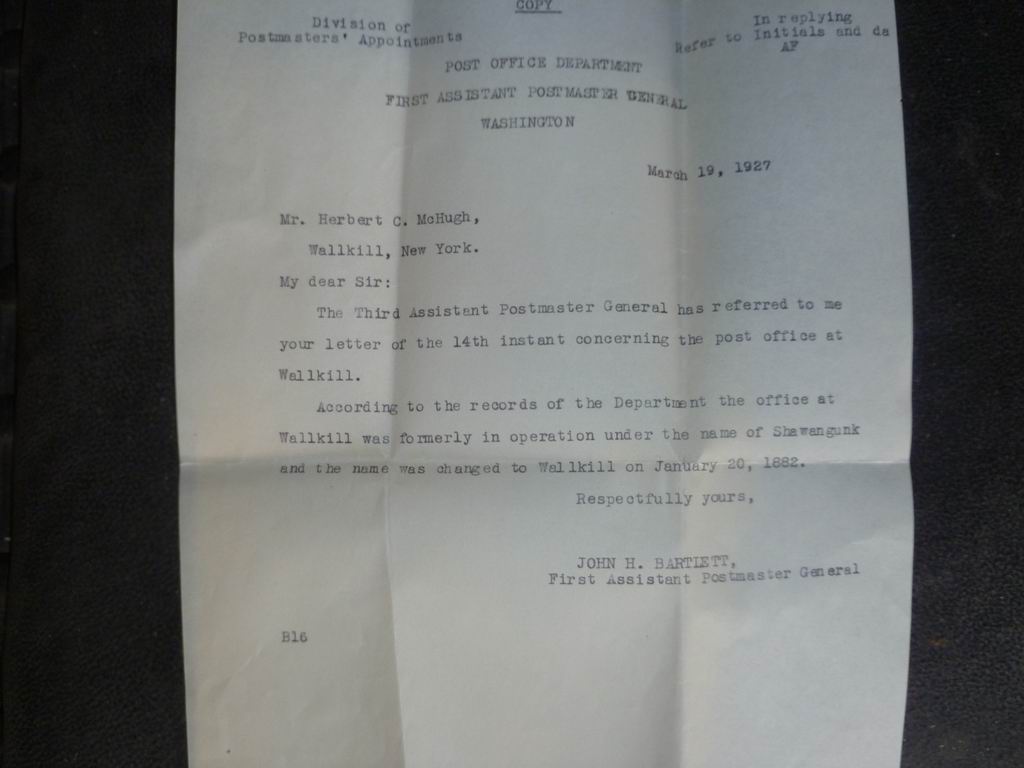 COPY
Division of
Postmasters' Appointments
In replying
Refer to Initials and da
AF
POST OFFICE DEPARTMENT
FIRST ASSISTANT POSTMASTER GENERAL
WASHINGTON
March 19, 1927
Mr. Herbert C. McHugh,
Wallkill, New York.
My dear Sir:
The Third Assistant Postmaster General has referred to me
your letter of the 14th instant concerning the post office at
Wallkill.
According to the records of the Department the office at
Wallkill was formerly in operation under the name of Shawangunk
and the name was changed to Wallkill on January 20, 1882.
Respectfully yours,
JOHN H. BARTLETT,
First Assistant Postmaster General
B16